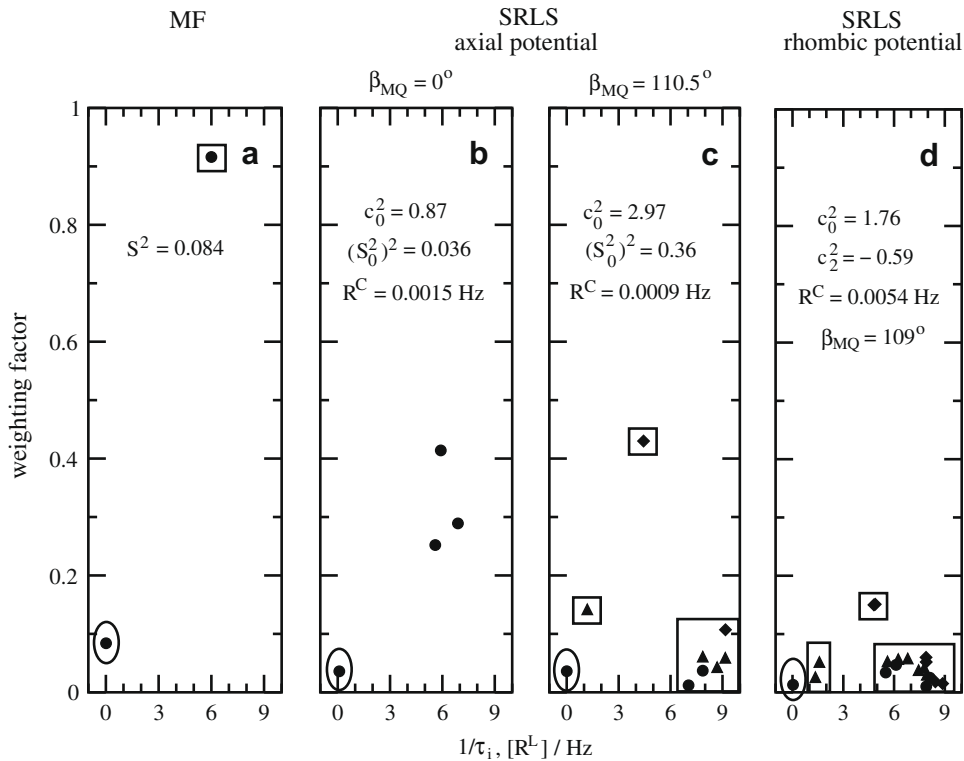 MF
SRLS
axial potential
SRLS
rhombic potential
β_MQ = 0°
β_MQ = 110.5°
a
b
c
d
S² = 0.084
c₀² = 0.87
(S₀²)² = 0.036
R^C = 0.0015 Hz
c₀² = 2.97
(S₀²)² = 0.36
R^C = 0.0009 Hz
c₀² = 1.76
c₂² = − 0.59
R^C = 0.0054 Hz
β_MQ = 109°
weighting factor
1
0.8
0.6
0.4
0.2
0
0 3 6 9
0 3 6 9
0 3 6 9
0 3 6 9
1/τ_i , [R^L] / Hz